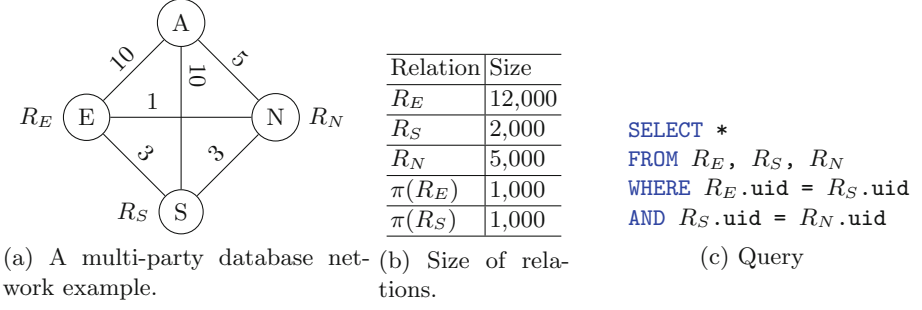 A
10
5
10
R_E
E
1
N
R_N
3
3
R_S
S
Relation Size
R_E 12,000
R_S 2,000
R_N 5,000
π(R_E) 1,000
π(R_S) 1,000
SELECT *
FROM R_E, R_S, R_N
WHERE R_E.uid = R_S.uid
AND R_S.uid = R_N.uid
(a) A multi-party database net-
work example.
(b) Size of rela-
tions.
(c) Query